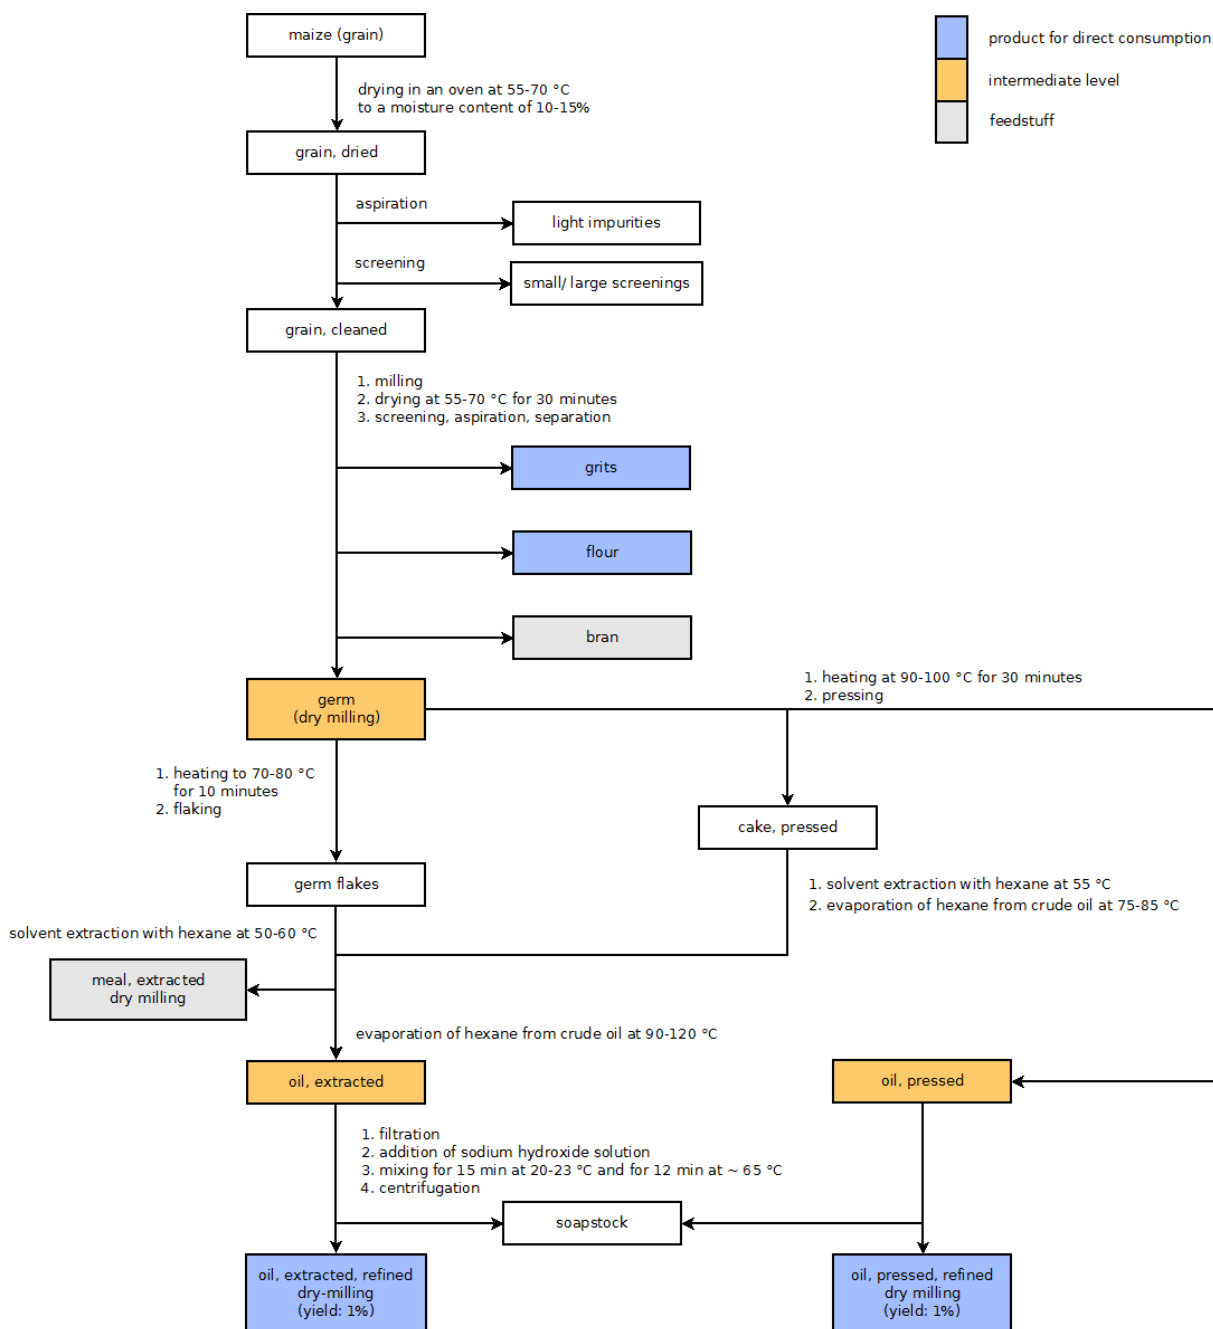 maize (grain)
product for direct consumption
intermediate level
feedstuff
drying in an oven at 55-70 °C
to a moisture content of 10-15%
grain, dried
aspiration
light impurities
screening
small/ large screenings
grain, cleaned
1. milling
2. drying at 55-70 °C for 30 minutes
3. screening, aspiration, separation
grits
flour
bran
germ
(dry milling)
1. heating at 90-100 °C for 30 minutes
2. pressing
1. heating to 70-80 °C
for 10 minutes
2. flaking
cake, pressed
germ flakes
1. solvent extraction with hexane at 55 °C
2. evaporation of hexane from crude oil at 75-85 °C
solvent extraction with hexane at 50-60 °C
meal, extracted
dry milling
evaporation of hexane from crude oil at 90-120 °C
oil, extracted
oil, pressed
1. filtration
2. addition of sodium hydroxide solution
3. mixing for 15 min at 20-23 °C and for 12 min at ~ 65 °C
4. centrifugation
soapstock
oil, extracted, refined
dry-milling
(yield: 1%)
oil, pressed, refined
dry milling
(yield: 1%)